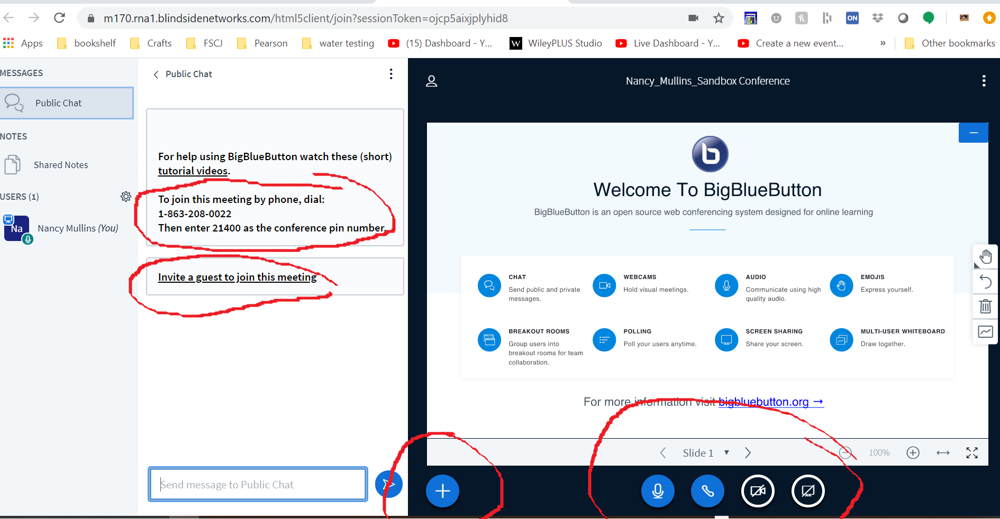 m170.rna1.blindsidenetworks.com/html5client/join?sessionToken=ojcp5aixjplyhid8
ON
Apps
bookshelf
Crafts
FSCJ
Pearson
water testing
(15) Dashboard - Y...
W
WileyPLUS Studio
Live Dashboard - Y...
Create a new event...
»
Other bookmarks
MESSAGES
Public Chat
NOTES
Shared Notes
USERS (1)
Na
Nancy Mullins (You)
Public Chat
For help using BigBlueButton watch these (short)
tutorial videos.
To join this meeting by phone, dial:
1-863-208-0022
Then enter 21400 as the conference pin number.
Invite a guest to join this meeting
Send message to Public Chat
Nancy_Mullins_Sandbox Conference
b
Welcome To BigBlueButton
BigBlueButton is an open source web conferencing system designed for online learning
CHAT
Send public and private
messages.
WEBCAMS
Hold visual meetings.
AUDIO
Communicate using high
quality audio.
EMOJIS
Express yourself.
BREAKOUT ROOMS
Group users into
breakout rooms for team
collaboration.
POLLING
Poll your users anytime.
SCREEN SHARING
Share your screen.
MULTI-USER WHITEBOARD
Draw together.
For more information visit bigbluebutton.org →
Slide 1
100%